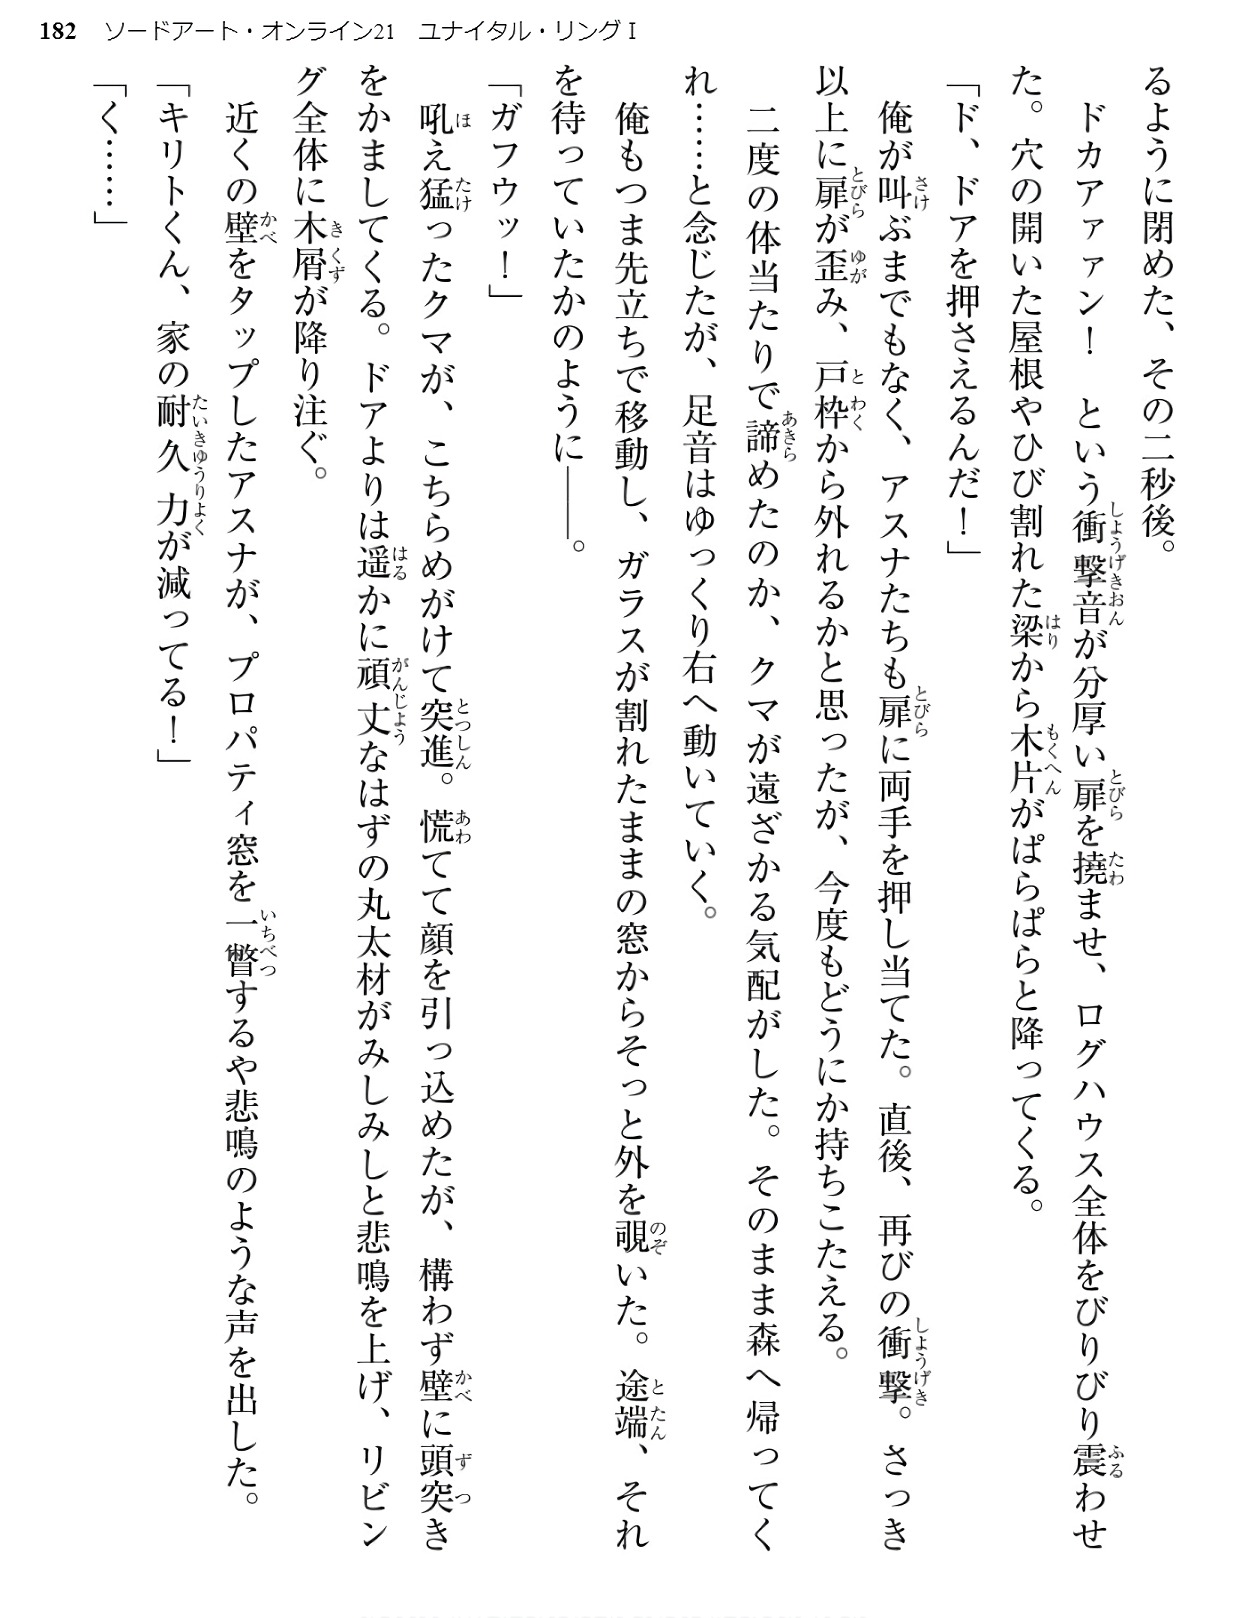 182 ソードアート・オンライン21 ユナイタル・リングⅠ
るように閉めた、その二秒後。
ドカアァァン！ という衝撃音が分厚い扉を撓ませ、ログハウス全体をびりびり震わせ
た。穴の開いた屋根やひび割れた梁から木片がぱらぱらと降ってくる。
「ド、ドアを押さえるんだ！」
俺が叫ぶまでもなく、アスナたちも扉に両手を押し当てた。直後、再びの衝撃。さっき
以上に扉が歪み、戸枠から外れるかと思ったが、今度もどうにか持ちこたえる。
二度の体当たりで諦めたのか、クマが遠ざかる気配がした。そのまま森へ帰ってく
れ……と念じたが、足音はゆっくり右へ動いていく。
俺もつま先立ちで移動し、ガラスが割れたままの窓からそっと外を覗いた。途端、それ
を待っていたかのように——。
「ガフウッ！」
吼え猛ったクマが、こちらめがけて突進。慌てて顔を引っ込めたが、構わず壁に頭突き
をかましてくる。ドアよりは遥かに頑丈なはずの丸太材がみしみしと悲鳴を上げ、リビン
グ全体に木屑が降り注ぐ。
近くの壁をタップしたアスナが、プロパティ窓を一瞥するや悲鳴のような声を出した。
「キリトくん、家の耐久力が減ってる！」
「く……」